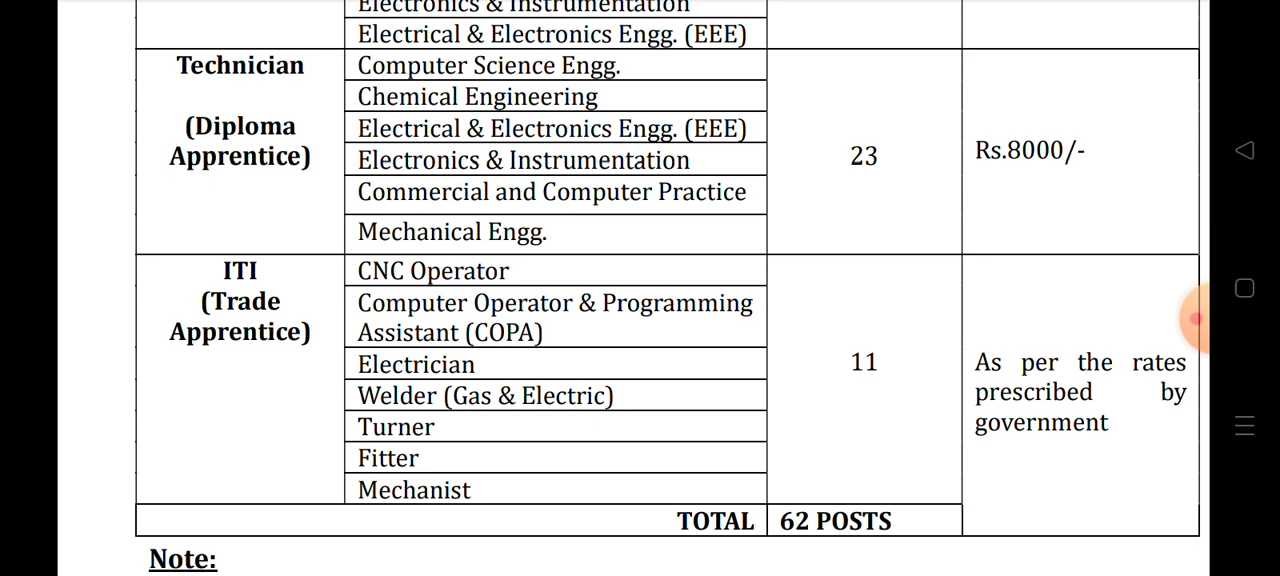 Electronics & Instrumentation
Electrical & Electronics Engg. (EEE)
Technician
(Diploma
Apprentice)
Computer Science Engg.
Chemical Engineering
Electrical & Electronics Engg. (EEE)
Electronics & Instrumentation
Commercial and Computer Practice
Mechanical Engg.
23
Rs.8000/-
ITI
(Trade
Apprentice)
CNC Operator
Computer Operator & Programming
Assistant (COPA)
Electrician
Welder (Gas & Electric)
Turner
Fitter
Mechanist
11
As per the rates
prescribed by
government
TOTAL 62 POSTS
Note: